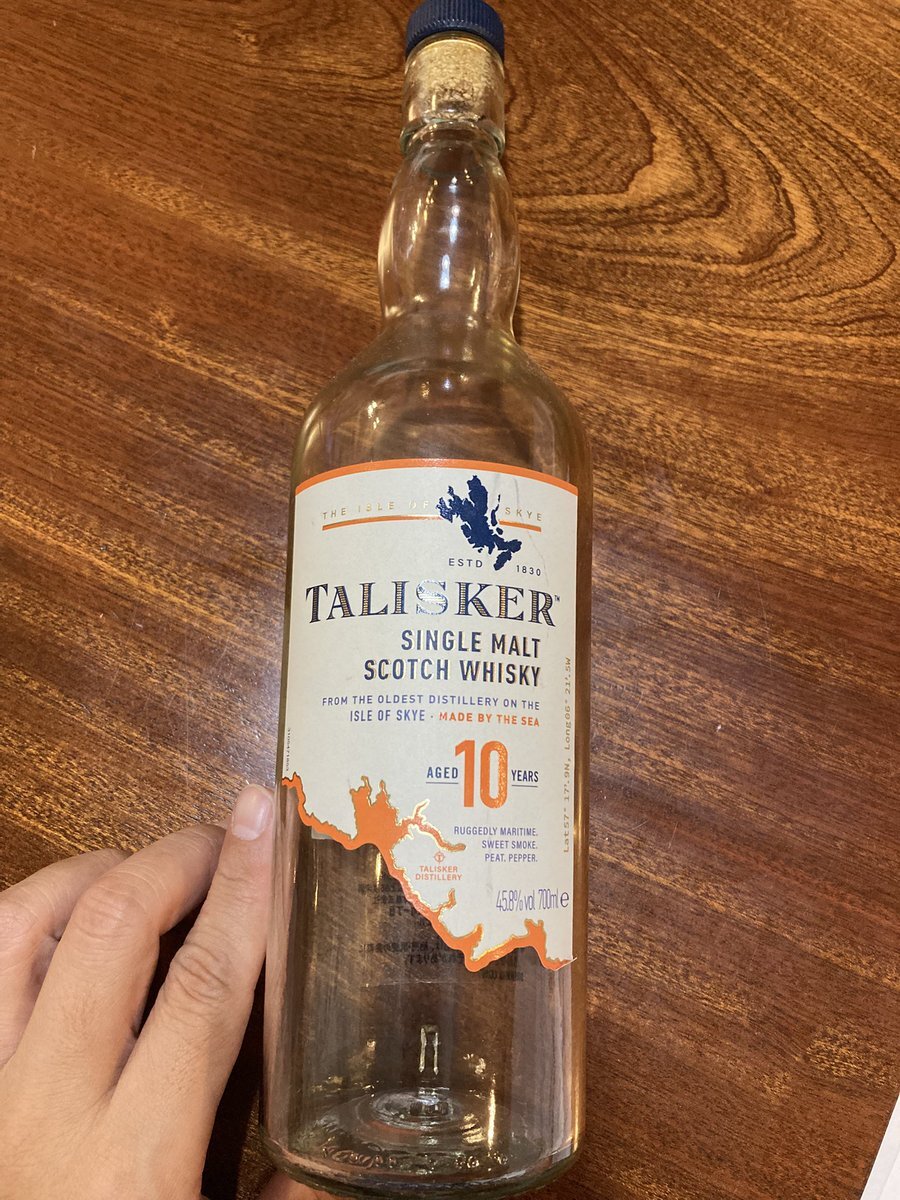 THE ISLE OF SKYE
ESTD 1830
TALISKER™
SINGLE MALT
SCOTCH WHISKY
FROM THE OLDEST DISTILLERY ON THE
ISLE OF SKYE · MADE BY THE SEA
AGED 10 YEARS
RUGGEDLY MARITIME.
SWEET SMOKE.
PEAT. PEPPER.
TALISKER
DISTILLERY
45.8% vol 700ml e
Lat 57° 17'.9N, Long 06° 21'.5W